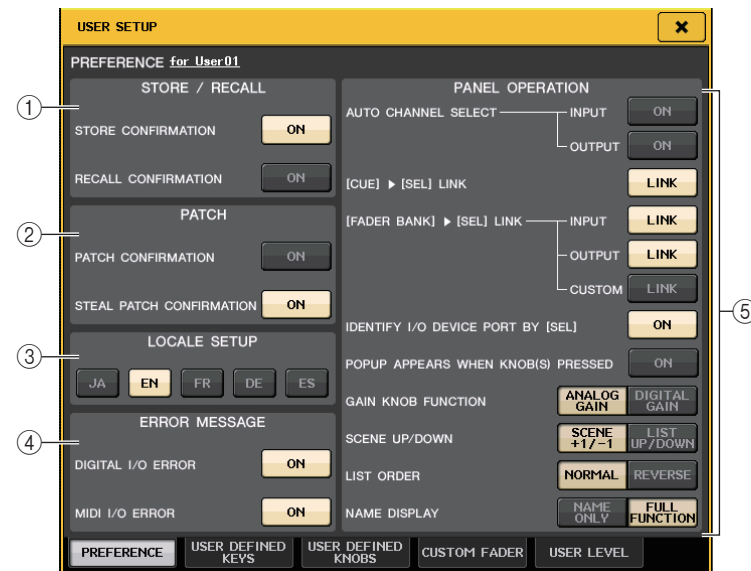 USER SETUP
PREFERENCE for User01
STORE / RECALL
① STORE CONFIRMATION ON
RECALL CONFIRMATION ON
PATCH
② PATCH CONFIRMATION ON
STEAL PATCH CONFIRMATION ON
LOCALE SETUP
③ JA EN FR DE ES
ERROR MESSAGE
④ DIGITAL I/O ERROR ON
MIDI I/O ERROR ON
PANEL OPERATION
AUTO CHANNEL SELECT INPUT ON
OUTPUT ON
[CUE] ▶ [SEL] LINK LINK
[FADER BANK] ▶ [SEL] LINK INPUT LINK
OUTPUT LINK
CUSTOM LINK
⑤
IDENTIFY I/O DEVICE PORT BY [SEL] ON
POPUP APPEARS WHEN KNOB(S) PRESSED ON
GAIN KNOB FUNCTION ANALOG GAIN DIGITAL GAIN
SCENE UP/DOWN SCENE +1/-1 LIST UP/DOWN
LIST ORDER NORMAL REVERSE
NAME DISPLAY NAME ONLY FULL FUNCTION
PREFERENCE USER DEFINED KEYS USER DEFINED KNOBS CUSTOM FADER USER LEVEL